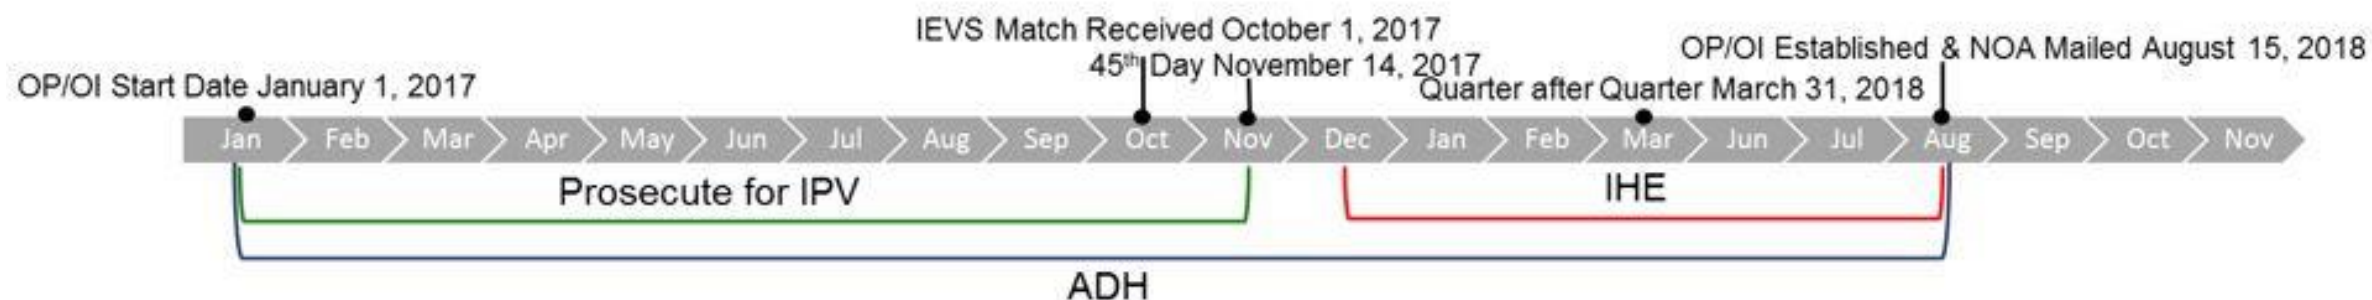 IEVS Match Received October 1, 2017
OP/OI Established & NOA Mailed August 15, 2018
45th Day November 14, 2017
OP/OI Start Date January 1, 2017
Quarter after Quarter March 31, 2018
Jan Feb Mar Apr May Jun Jul Aug Sep Oct Nov Dec Jan Feb Mar Jun Jul Aug Sep Oct Nov
Prosecute for IPV
IHE
ADH